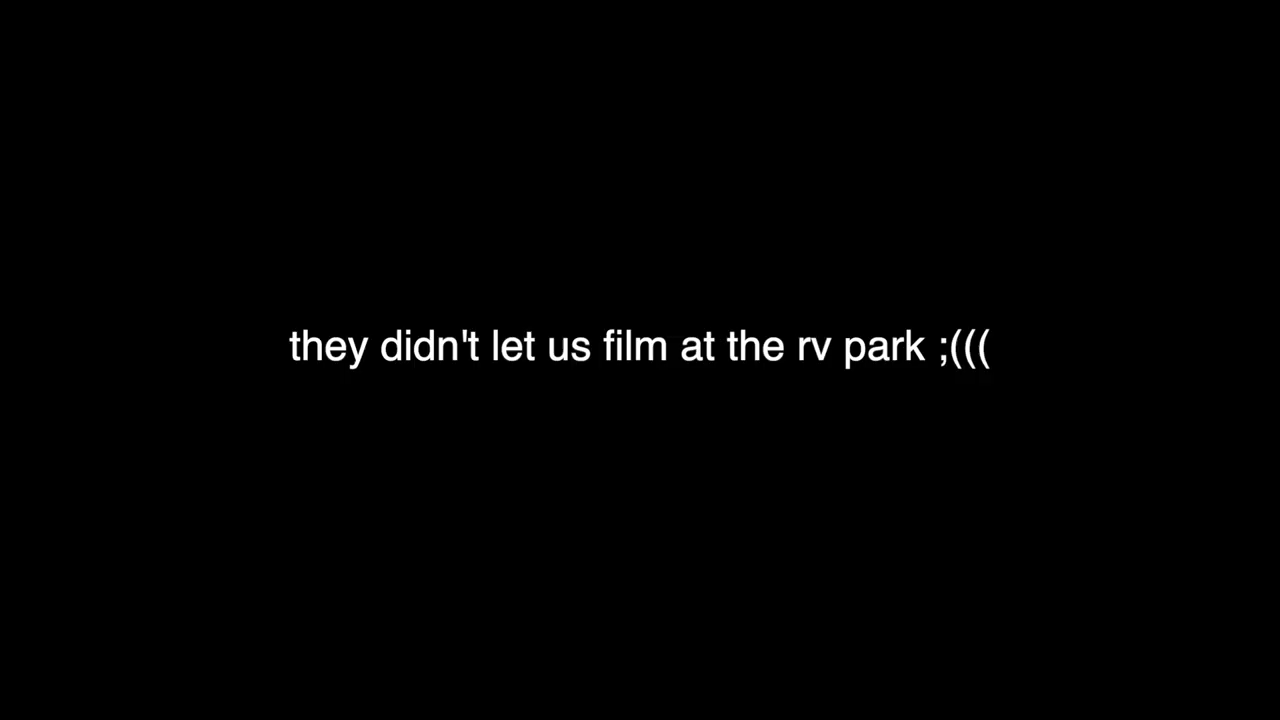 they didn't let us film at the rv park ;(((